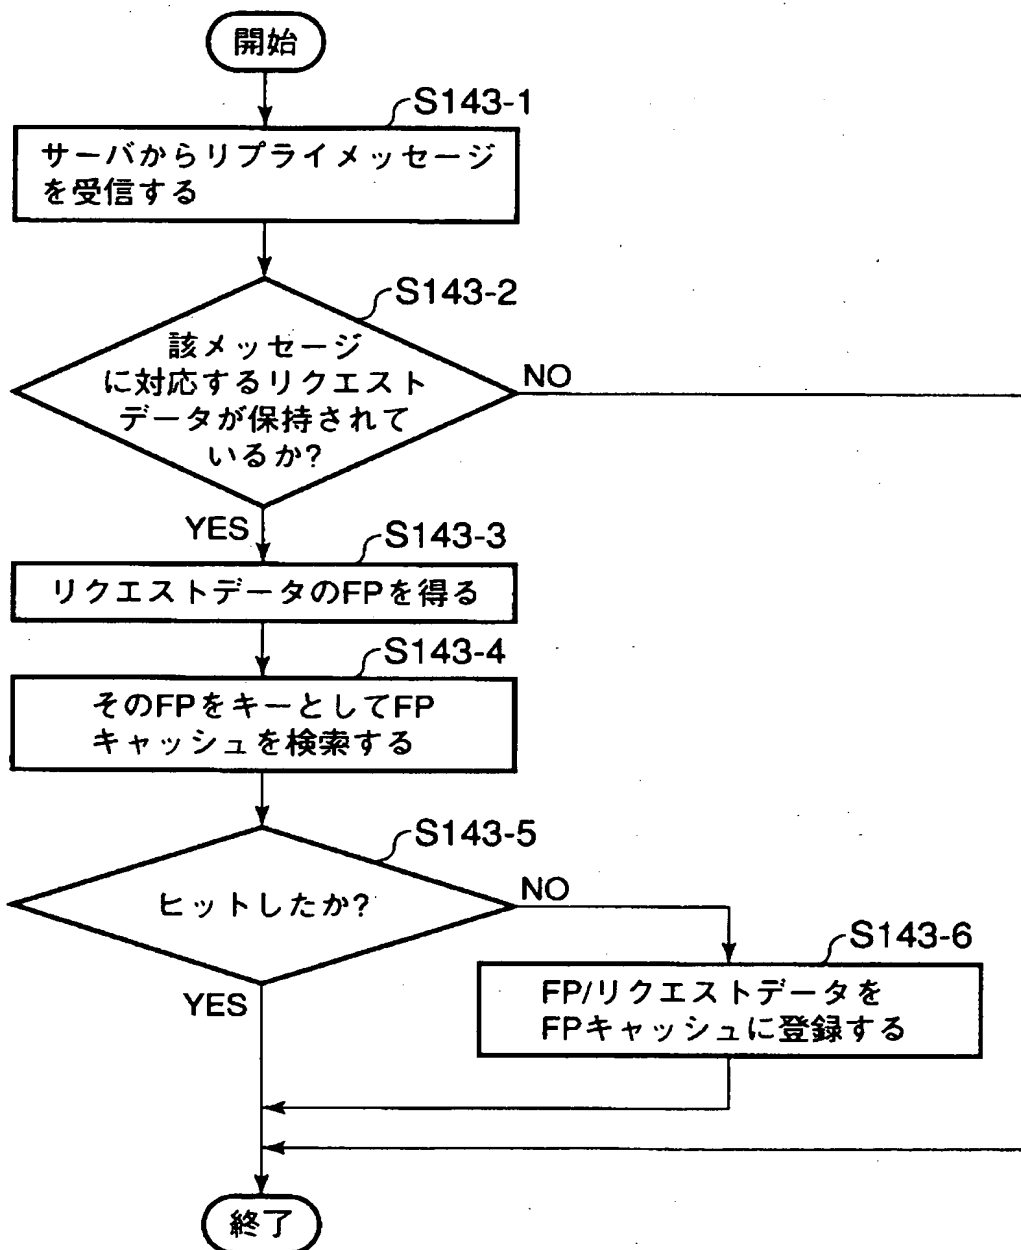 開始
S143-1
サーバからリプライメッセージ
を受信する
S143-2
該メッセージ
に対応するリクエスト
データが保持されて
いるか?
NO
YES
S143-3
リクエストデータのFPを得る
S143-4
そのFPをキーとしてFP
キャッシュを検索する
S143-5
ヒットしたか?
NO
YES
S143-6
FP/リクエストデータを
FPキャッシュに登録する
終了